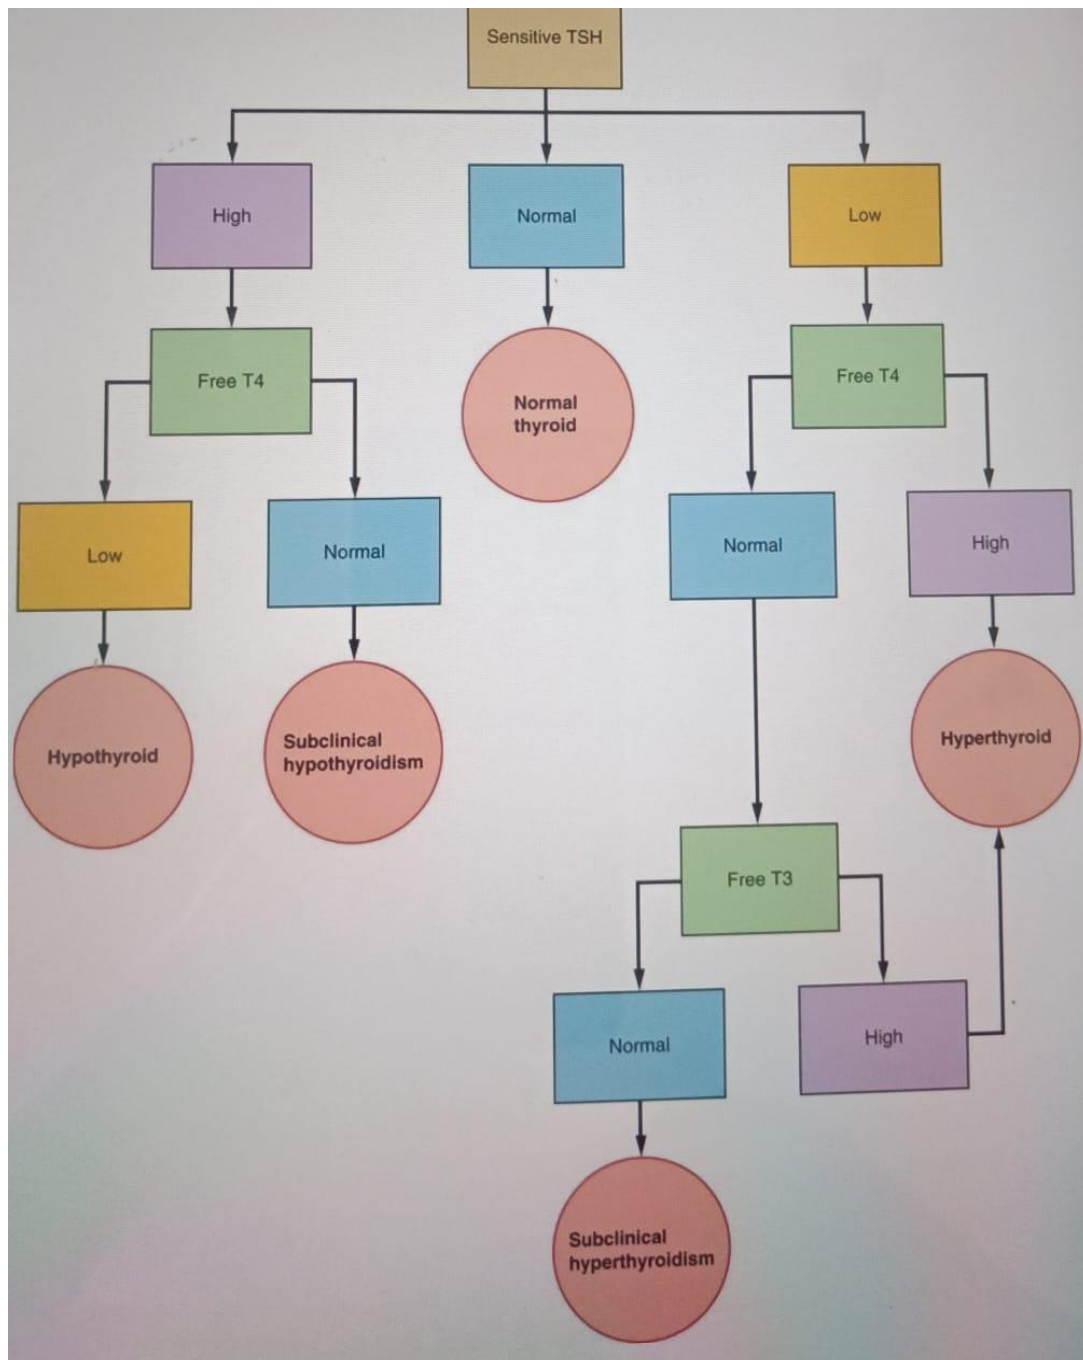 Sensitive TSH
High
Normal
Low
Free T4
Normal
thyroid
Free T4
Low
Normal
Normal
High
Hypothyroid
Subclinical
hypothyroidism
Hyperthyroid
Free T3
Normal
High
Subclinical
hyperthyroidism